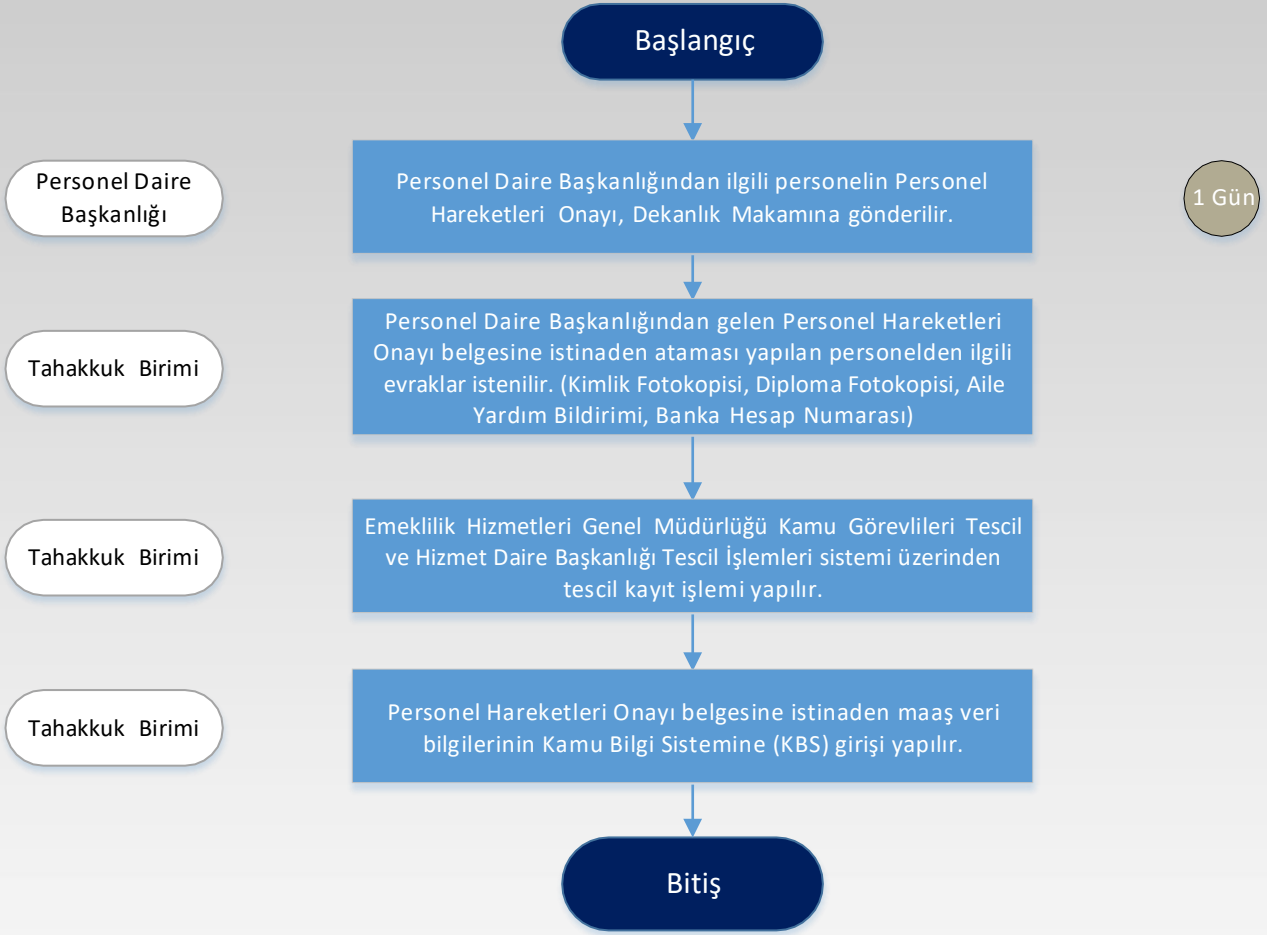 Başlangıç
Personel Daire
Başkanlığı
Personel Daire Başkanlığından ilgili personelin Personel
Hareketleri Onayı, Dekanlık Makamına gönderilir.
1 Gün
Tahakkuk Birimi
Personel Daire Başkanlığından gelen Personel Hareketleri
Onayı belgesine istinaden ataması yapılan personelden ilgili
evraklar istenilir. (Kimlik Fotokopisi, Diploma Fotokopisi, Aile
Yardım Bildirimi, Banka Hesap Numarası)
Tahakkuk Birimi
Emeklilik Hizmetleri Genel Müdürlüğü Kamu Görevlileri Tescil
ve Hizmet Daire Başkanlığı Tescil İşlemleri sistemi üzerinden
tescil kayıt işlemi yapılır.
Tahakkuk Birimi
Personel Hareketleri Onayı belgesine istinaden maaş veri
bilgilerinin Kamu Bilgi Sistemine (KBS) girişi yapılır.
Bitiş